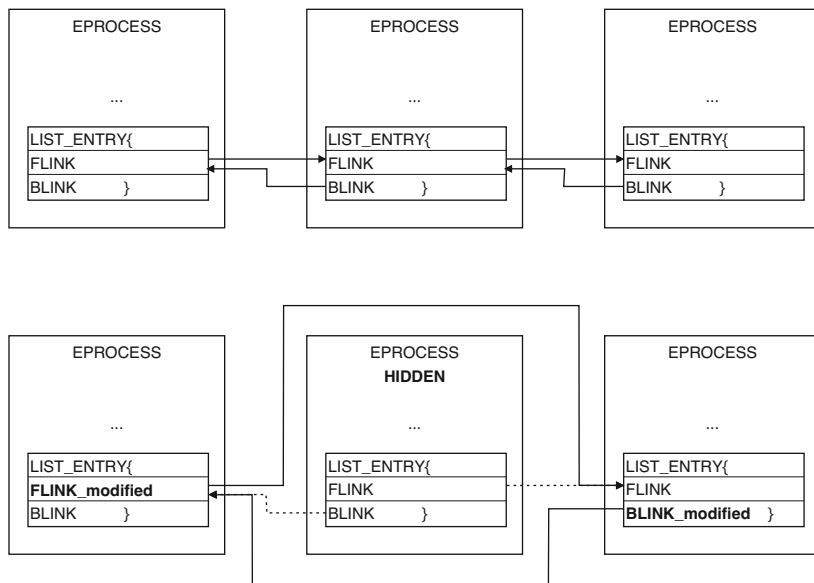 EPROCESS EPROCESS EPROCESS
... ... ...
LIST_ENTRY{ LIST_ENTRY{ LIST_ENTRY{
FLINK FLINK FLINK
BLINK } BLINK } BLINK }
EPROCESS EPROCESS EPROCESS
HIDDEN
... ... ...
LIST_ENTRY{ LIST_ENTRY{ LIST_ENTRY{
FLINK_modified FLINK FLINK
BLINK } BLINK } BLINK_modified }